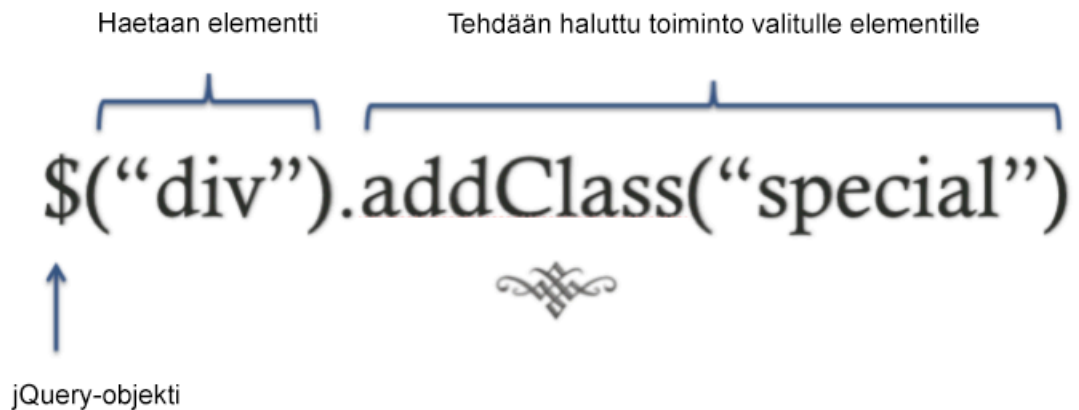 Haetaan elementti
Tehdään haluttu toiminto valitulle elementille
$(“div”).addClass(“special”)
jQuery-objekti